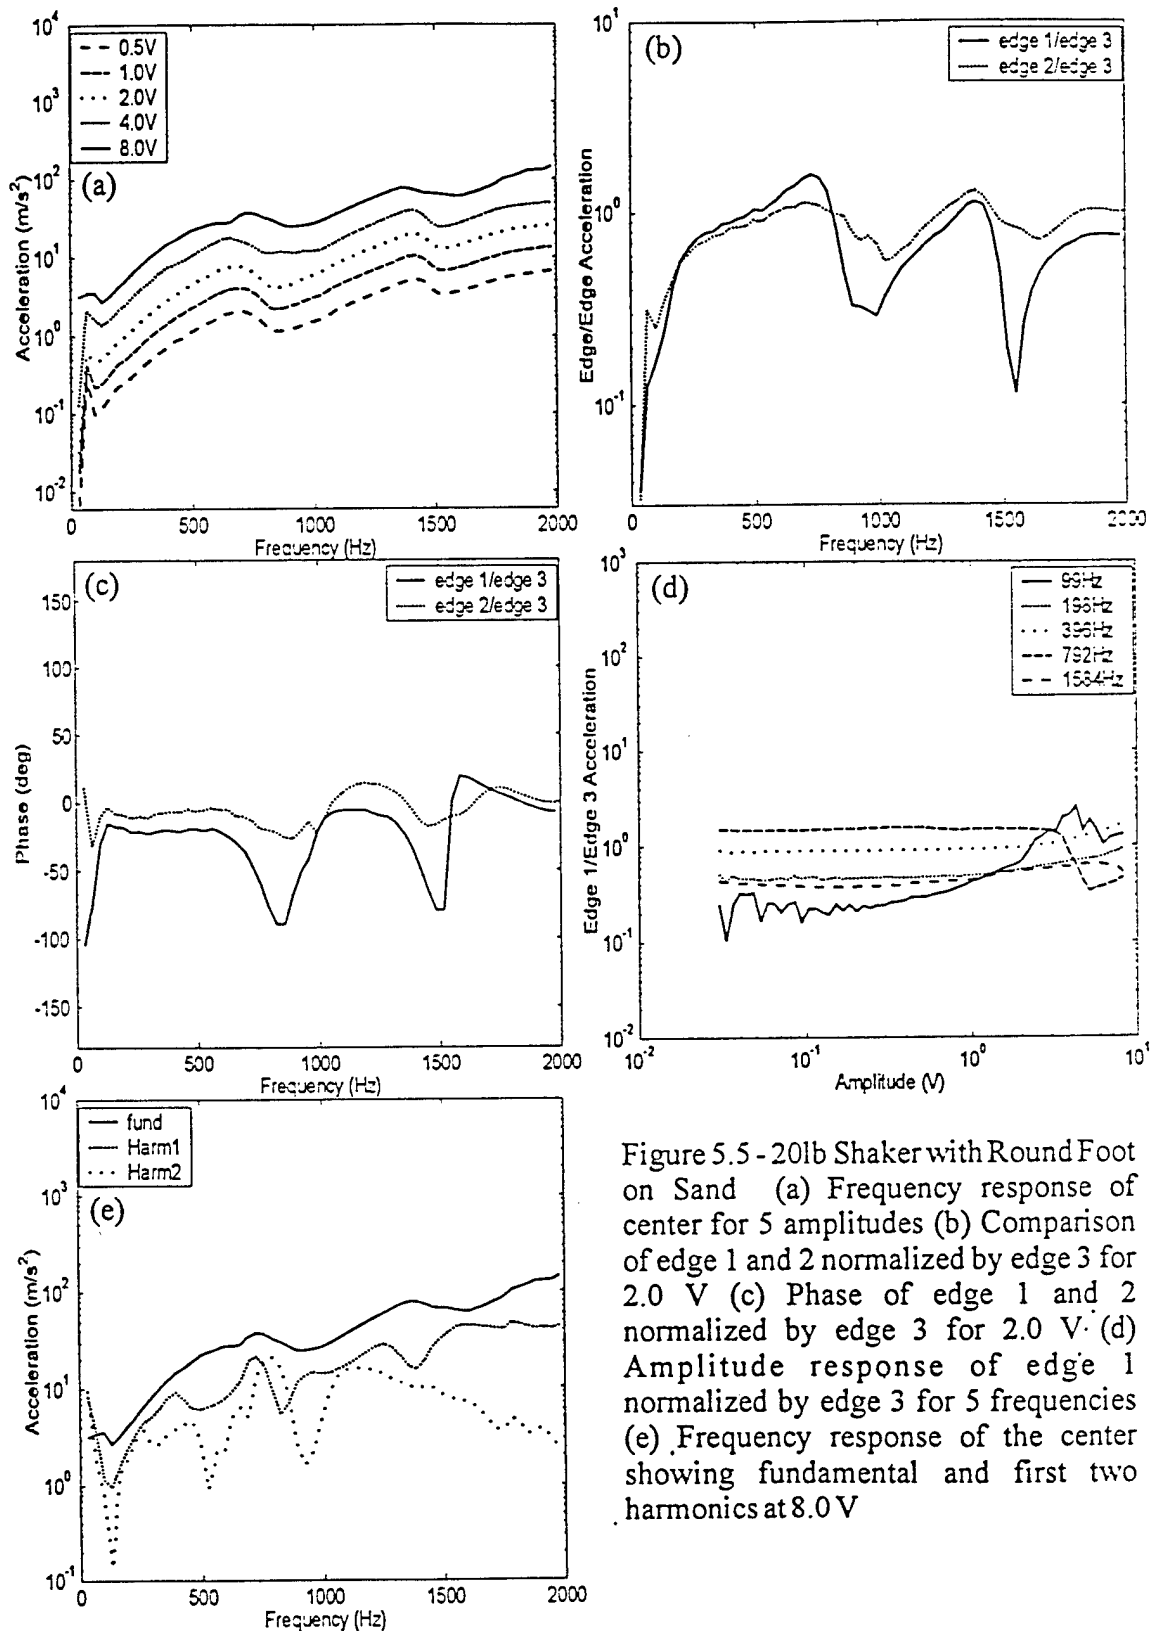 10^4
0.5V
1.0V
2.0V
4.0V
8.0V
(a)
10^3
10^2
10^1
10^0
10^-1
10^-2
Acceleration (m/s^2)
0 500 1000 1500 2000
Frequency (Hz)
10^1
(b)
edge 1/edge 3
edge 2/edge 3
10^0
10^-1
Edge/Edge Acceleration
0 500 1000 1500 2000
Frequency (Hz)
(c)
edge 1/edge 3
edge 2/edge 3
150
100
50
0
-50
-100
-150
Phase (deg)
0 500 1000 1500 2000
Frequency (Hz)
10^3
(d)
99Hz
198Hz
396Hz
792Hz
1584Hz
10^2
10^1
10^0
10^-1
10^-2
Edge 1/Edge 3 Acceleration
10^-2 10^-1 10^0 10^1
Amplitude (V)
10^4
fund
Harm1
Harm2
(e)
10^3
10^2
10^1
10^0
10^-1
Acceleration (m/s^2)
0 500 1000 1500 2000
Frequency (Hz)
Figure 5.5 - 20lb Shaker with Round Foot
on Sand (a) Frequency response of
center for 5 amplitudes (b) Comparison
of edge 1 and 2 normalized by edge 3 for
2.0 V (c) Phase of edge 1 and 2
normalized by edge 3 for 2.0 V (d)
Amplitude response of edge 1
normalized by edge 3 for 5 frequencies
(e) Frequency response of the center
showing fundamental and first two
harmonics at 8.0 V